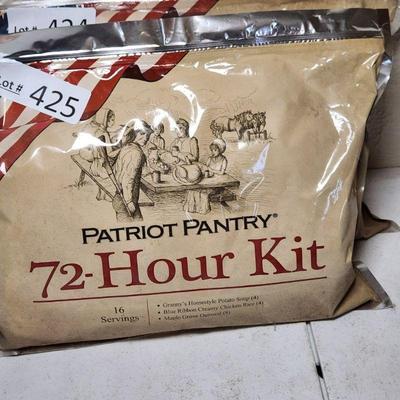 Lot # 424
Lot # 425
PATRIOT PANTRY®
72-Hour Kit
16
Servings
• Granny's Homestyle Potato Soup (4)
• Blue Ribbon Creamy Chicken Rice (4)
• Maple Grove Oatmeal (8)